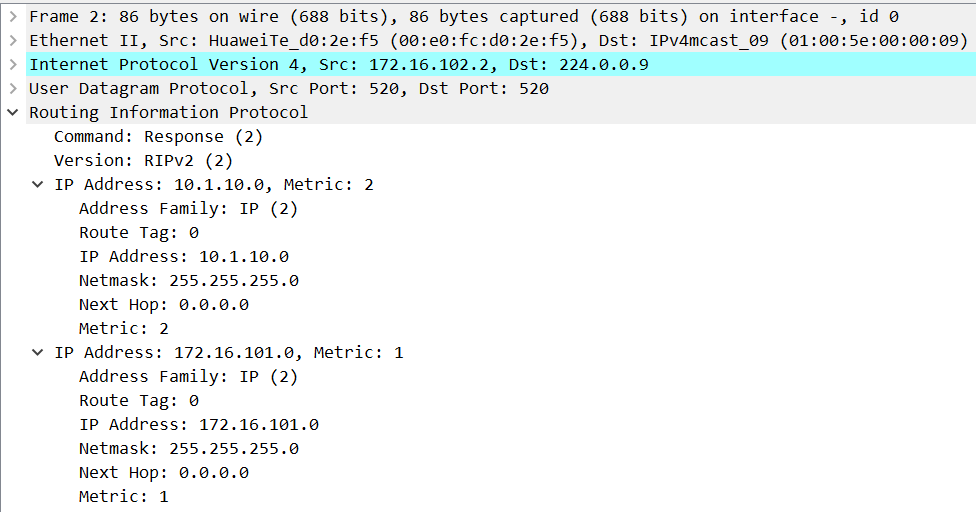 Frame 2: 86 bytes on wire (688 bits), 86 bytes captured (688 bits) on interface -, id 0
Ethernet II, Src: HuaweiTe_d0:2e:f5 (00:e0:fc:d0:2e:f5), Dst: IPv4mcast_09 (01:00:5e:00:00:09)
Internet Protocol Version 4, Src: 172.16.102.2, Dst: 224.0.0.9
User Datagram Protocol, Src Port: 520, Dst Port: 520
Routing Information Protocol
Command: Response (2)
Version: RIPv2 (2)
IP Address: 10.1.10.0, Metric: 2
Address Family: IP (2)
Route Tag: 0
IP Address: 10.1.10.0
Netmask: 255.255.255.0
Next Hop: 0.0.0.0
Metric: 2
IP Address: 172.16.101.0, Metric: 1
Address Family: IP (2)
Route Tag: 0
IP Address: 172.16.101.0
Netmask: 255.255.255.0
Next Hop: 0.0.0.0
Metric: 1